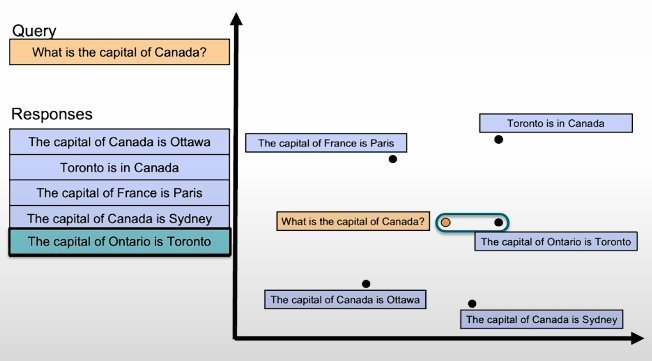 Query
What is the capital of Canada?
Responses
The capital of Canada is Ottawa
Toronto is in Canada
The capital of France is Paris
The capital of Canada is Sydney
The capital of Ontario is Toronto
Toronto is in Canada
The capital of France is Paris
What is the capital of Canada?
The capital of Ontario is Toronto
The capital of Canada is Ottawa
The capital of Canada is Sydney